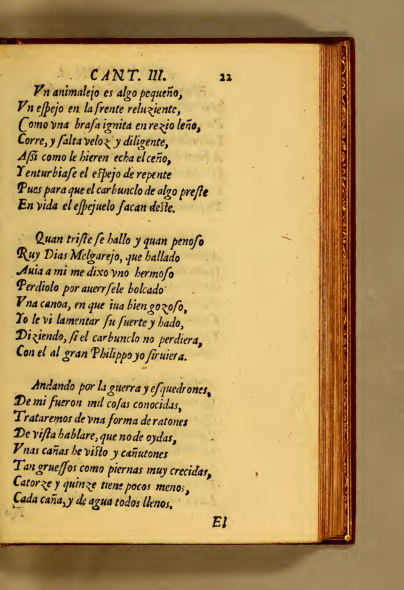 CANT. III. 22
Vn animalejo es algo pequeño,
Vn eſpejo en la frente reluziente,
Como vna braſa ignita en rezio leño,
Corre, y ſalta veloz y diligente,
Aſsi como le hieren echa el ceño,
Y enturbiaſe el eſpejo de repente
Pues para que el carbunclo de algo preſte
En vida el eſpejuelo ſacan deſte.
Quan triſte ſe hallo y quan penoſo
Ruy Dias Melgarejo, que hallado
Auia a mi me dixo vno hermoſo
Perdiolo por auerrſele bolcado
Vna canoa, en que iua bien gozoſo,
Yo le vi lamentar ſu ſuerte y hado,
Diziendo, ſi el carbunclo no perdiera,
Con el al gran Philippo yo ſiruiera.
Andando por la guerra y eſquedrones,
De mi fueron mil coſas conocidas,
Trataremos de vna forma de ratones
De viſta hablare, que no de oydas,
Vnas cañas he viſto y cañutones
Tan grueſſos como piernas muy crecidas,
Catorze y quinze tiene pocos menos,
Cada caña, y de agua todos llenos.
El